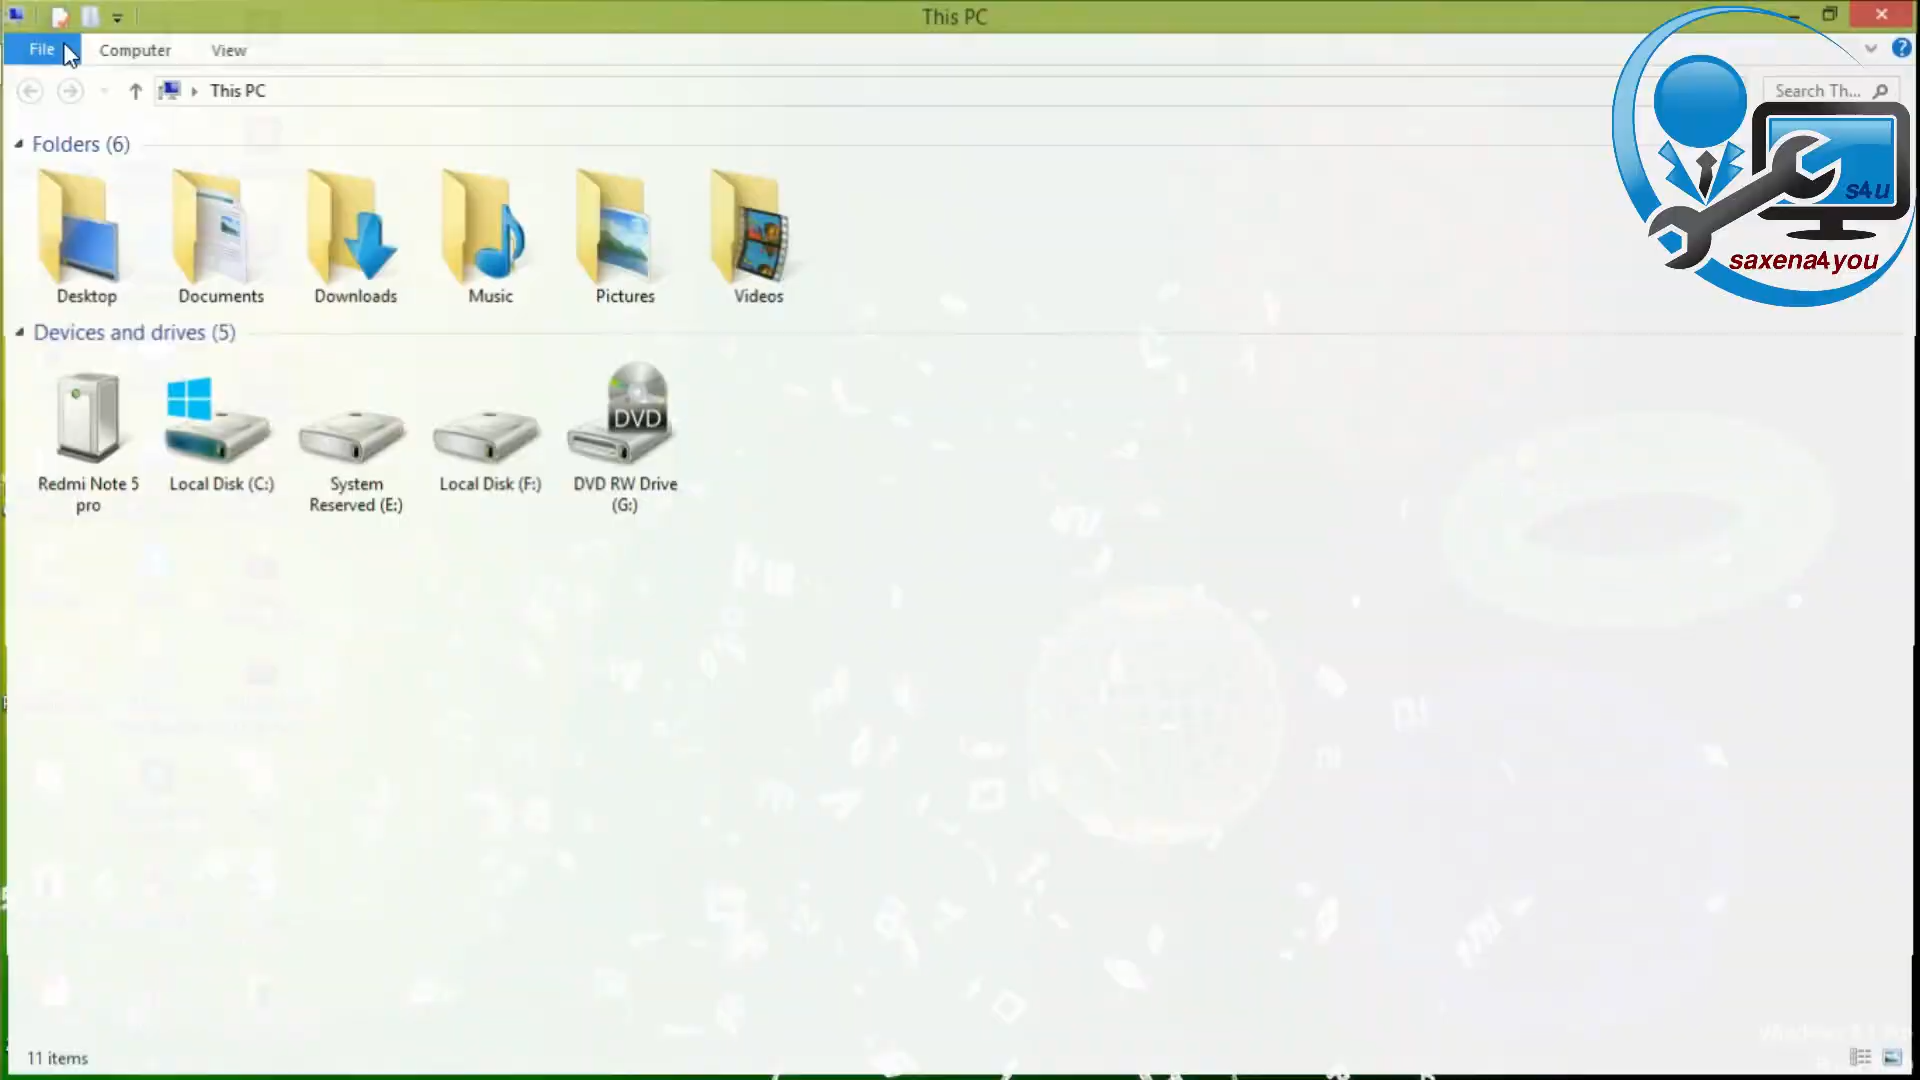 This PC
File
Computer
View
This PC
Search Th...
s4u
saxena4you
Folders (6)
Desktop
Documents
Downloads
Music
Pictures
Videos
Devices and drives (5)
DVD
Redmi Note 5
pro
Local Disk (C:)
System
Reserved (E:)
Local Disk (F:)
DVD RW Drive
(G:)
11 items